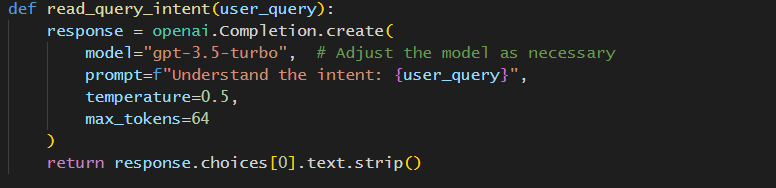 def read_query_intent(user_query):
    response = openai.Completion.create(
        model="gpt-3.5-turbo",  # Adjust the model as necessary
        prompt=f"Understand the intent: {user_query}",
        temperature=0.5,
        max_tokens=64
    )
    return response.choices[0].text.strip()